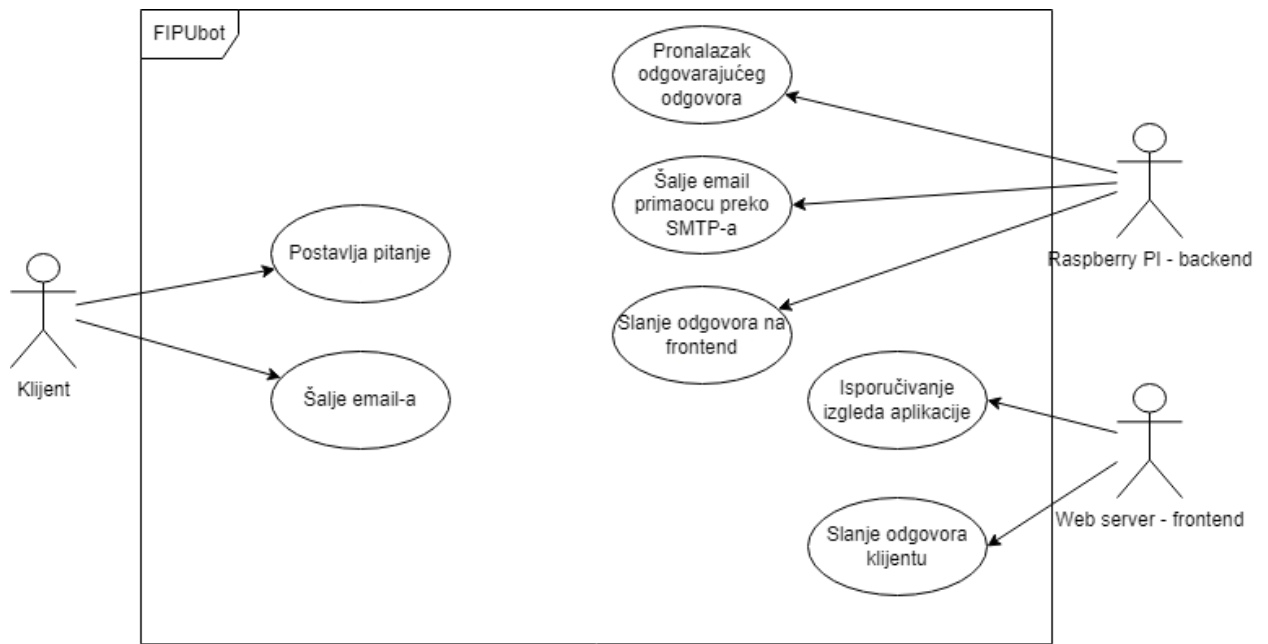 FIPUbot
Pronalazak
odgovarajućeg
odgovora
Šalje email
primaocu preko
SMTP-a
Postavlja pitanje
Raspberry PI - backend
Slanje odgovora na
frontend
Klijent
Šalje email-a
Isporučivanje
izgleda aplikacije
Web server - frontend
Slanje odgovora
klijentu